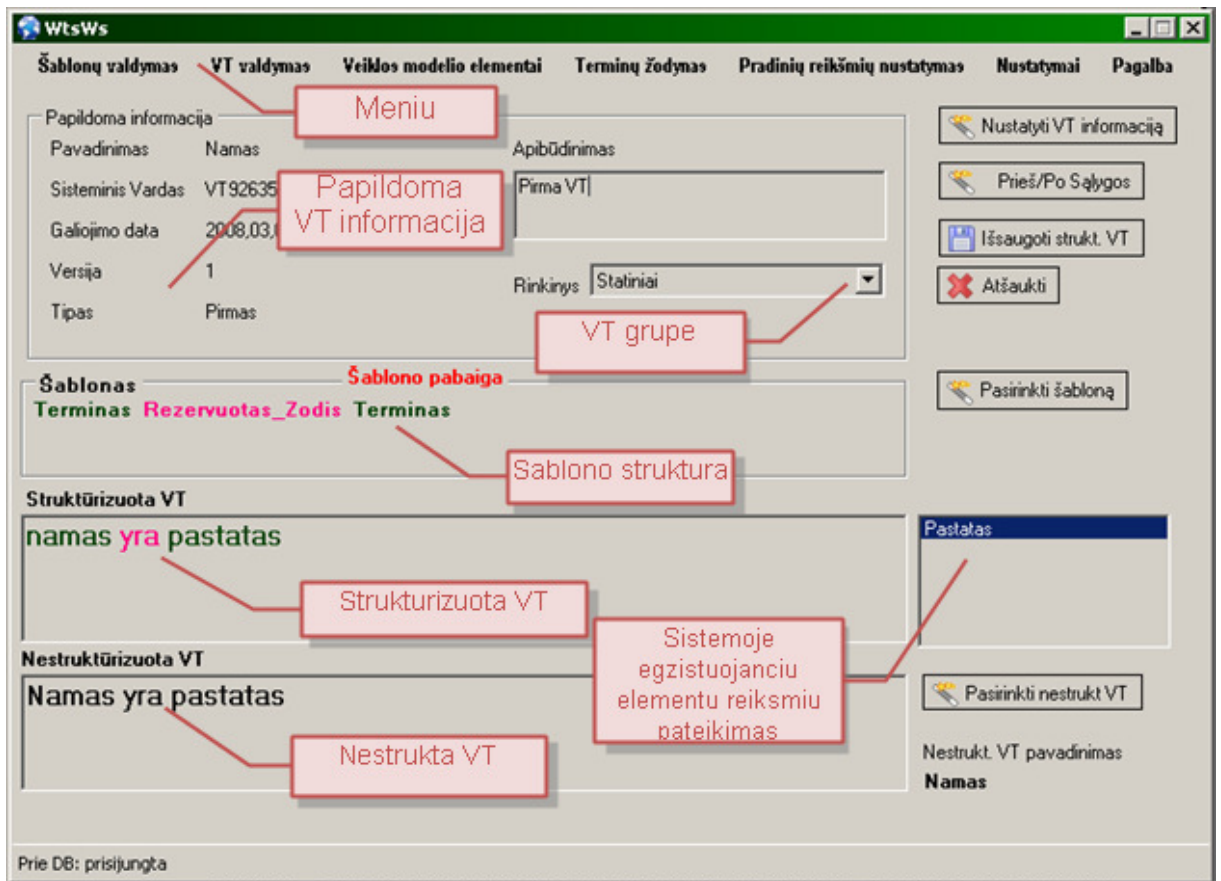 WtsWs
Šablonų valdymas VT valdymas Veiklos modelio elementai Terminų žodynas Pradinių reikšmių nustatymas Nustatymai Pagalba
Meniu
Papildoma informacija
Pavadinimas Namas
Sisteminis Vardas VT92635
Galiojimo data 2008,03,
Versija 1
Tipas Pirmas
Papildoma
VT informacija
Apibūdinimas
Pirma VT
Rinkinys Statiniai
VT grupe
Nustatyti VT informaciją
Prieš/Po Sąlygos
Išsaugoti strukt. VT
Atšaukti
Šablonas Šablono pabaiga
Terminas Rezervuotas_Zodis Terminas
Sablono struktura
Pasirinkti šabloną
Struktūrizuota VT
namas yra pastatas
Strukturizuota VT
Pastatas
Sistemoje
egzistuojanciu
elementu reiksmiu
pateikimas
Nestruktūrizuota VT
Namas yra pastatas
Nestrukta VT
Pasirinkti nestrukt VT
Nestrukt. VT pavadinimas
Namas
Prie DB: prisijungta